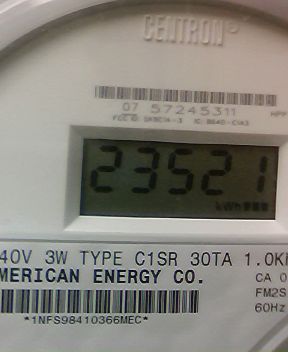 CENTRON®
07 57245311
23521
kWh
40V 3W TYPE C1SR 30TA 1.0K
MERICAN ENERGY CO.
CA 0
FM2S
60Hz
*1NFS98410366MEC*